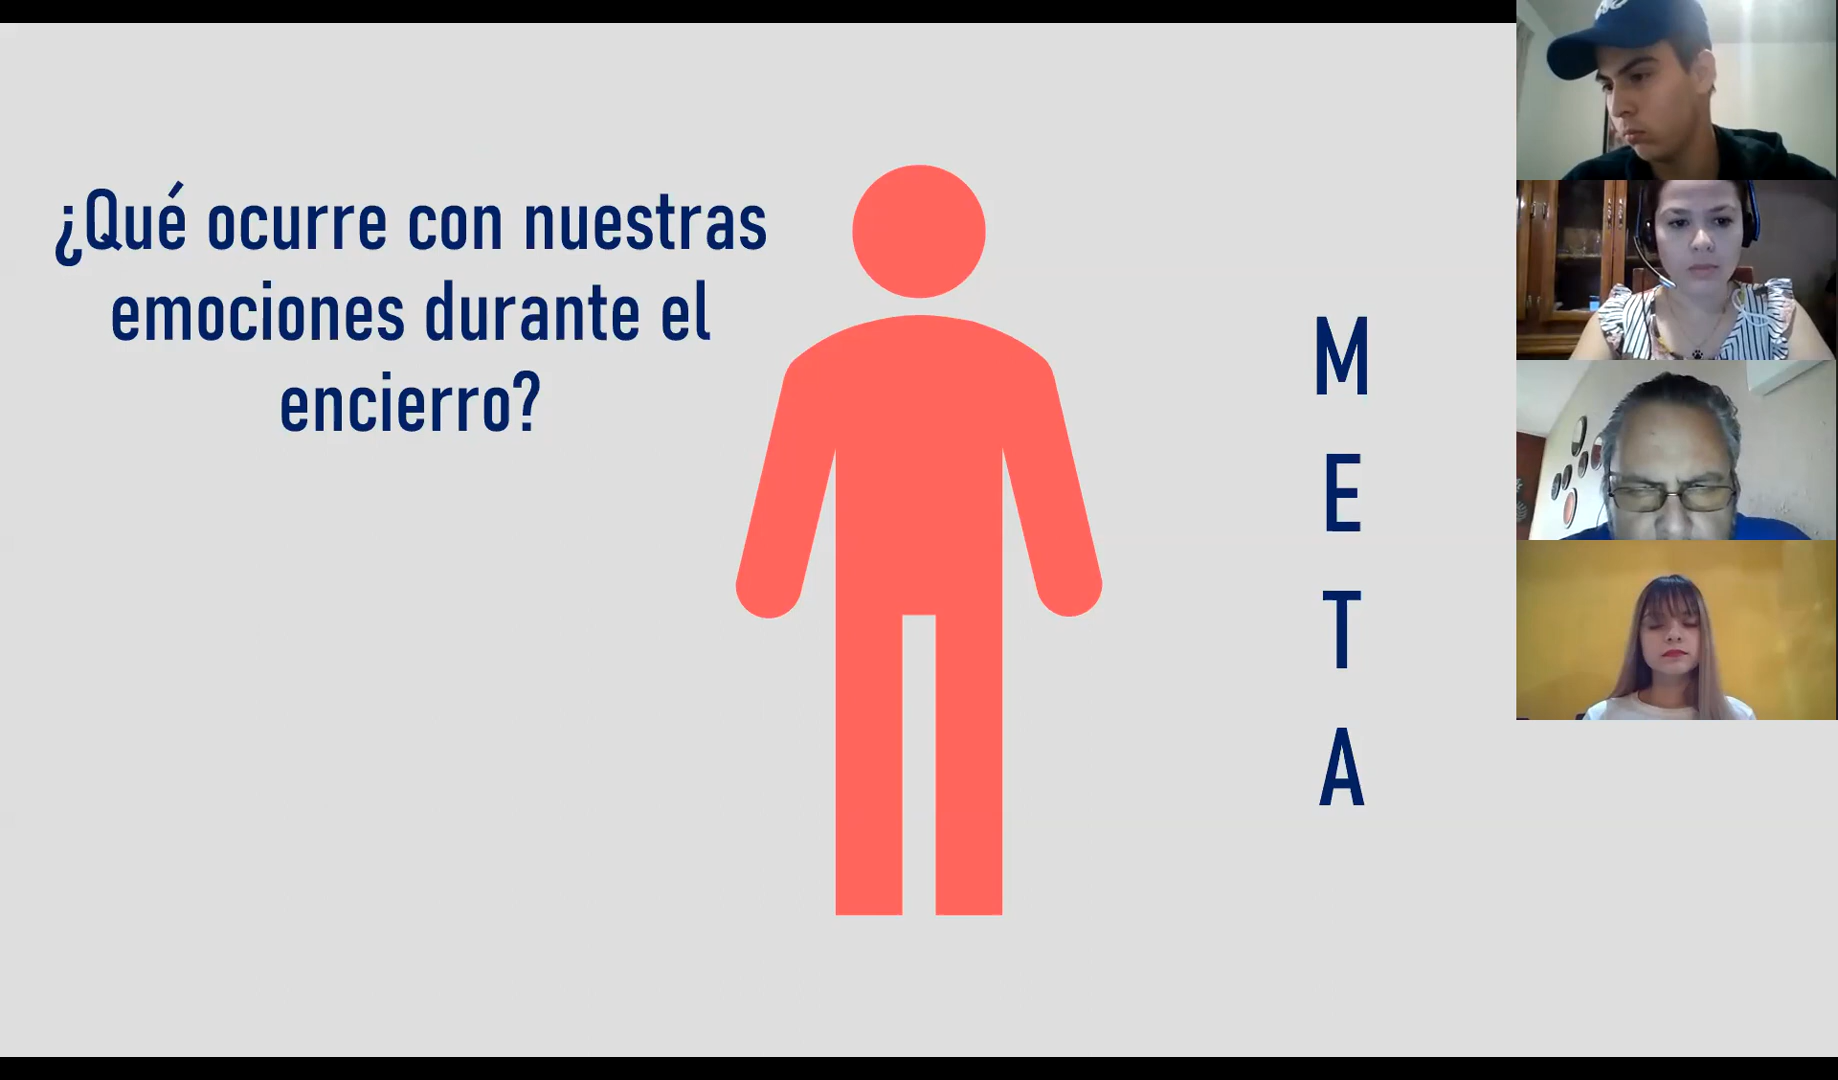 ¿Qué ocurre con nuestras
emociones durante el
encierro?
M
E
T
A